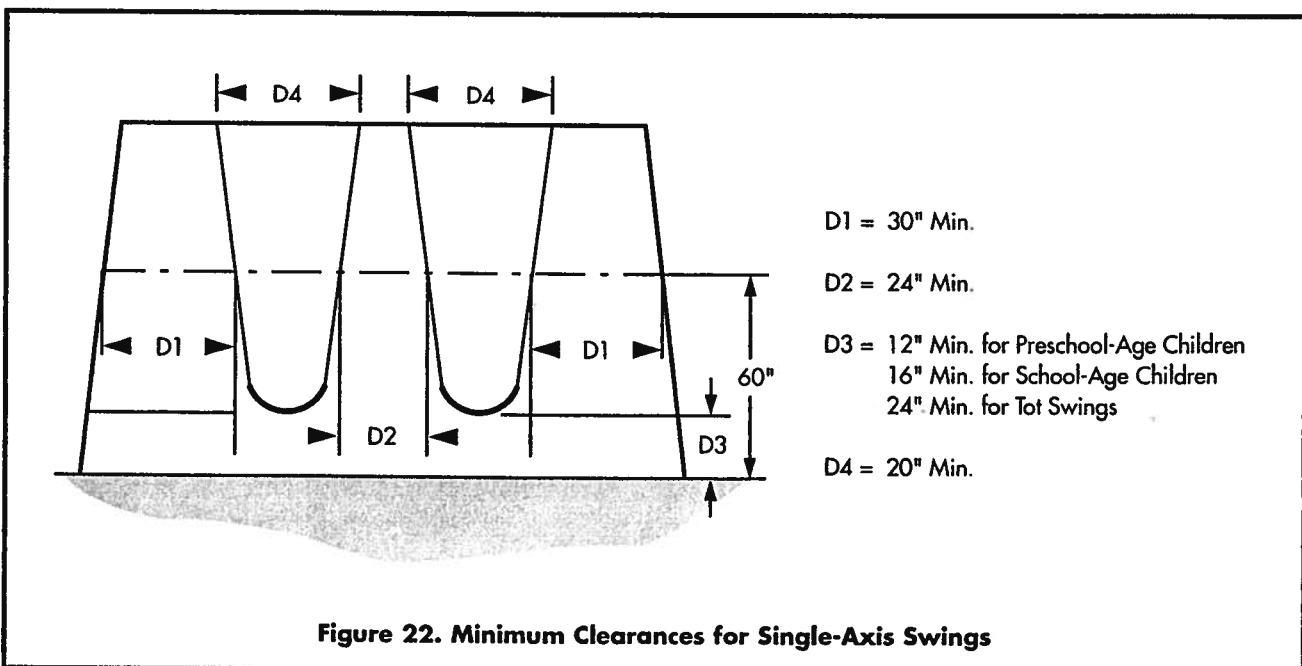 D4
D4
D1
D1
D2
D3
60"
D1 = 30" Min.
D2 = 24" Min.
D3 = 12" Min. for Preschool-Age Children
16" Min. for School-Age Children
24" Min. for Tot Swings
D4 = 20" Min.
Figure 22. Minimum Clearances for Single-Axis Swings